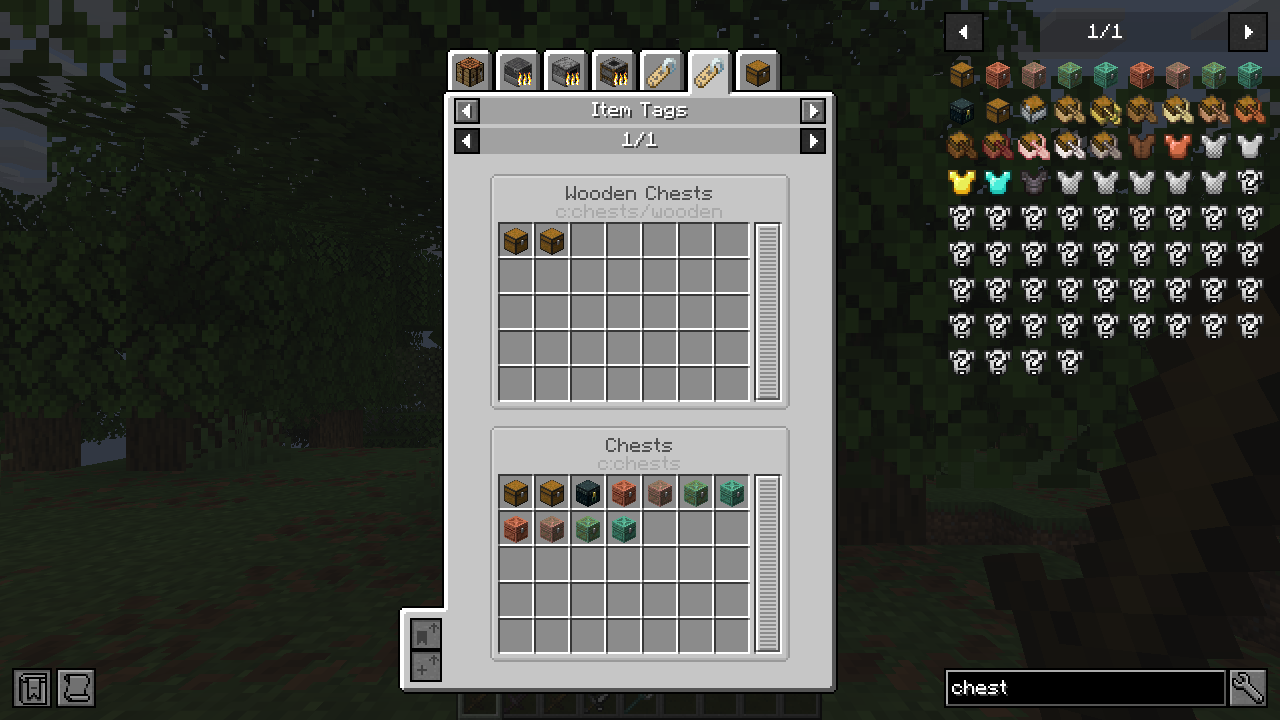 1/1
Item Tags
1/1
Wooden Chests
c:chests/wooden
Chests
c:chests
chest